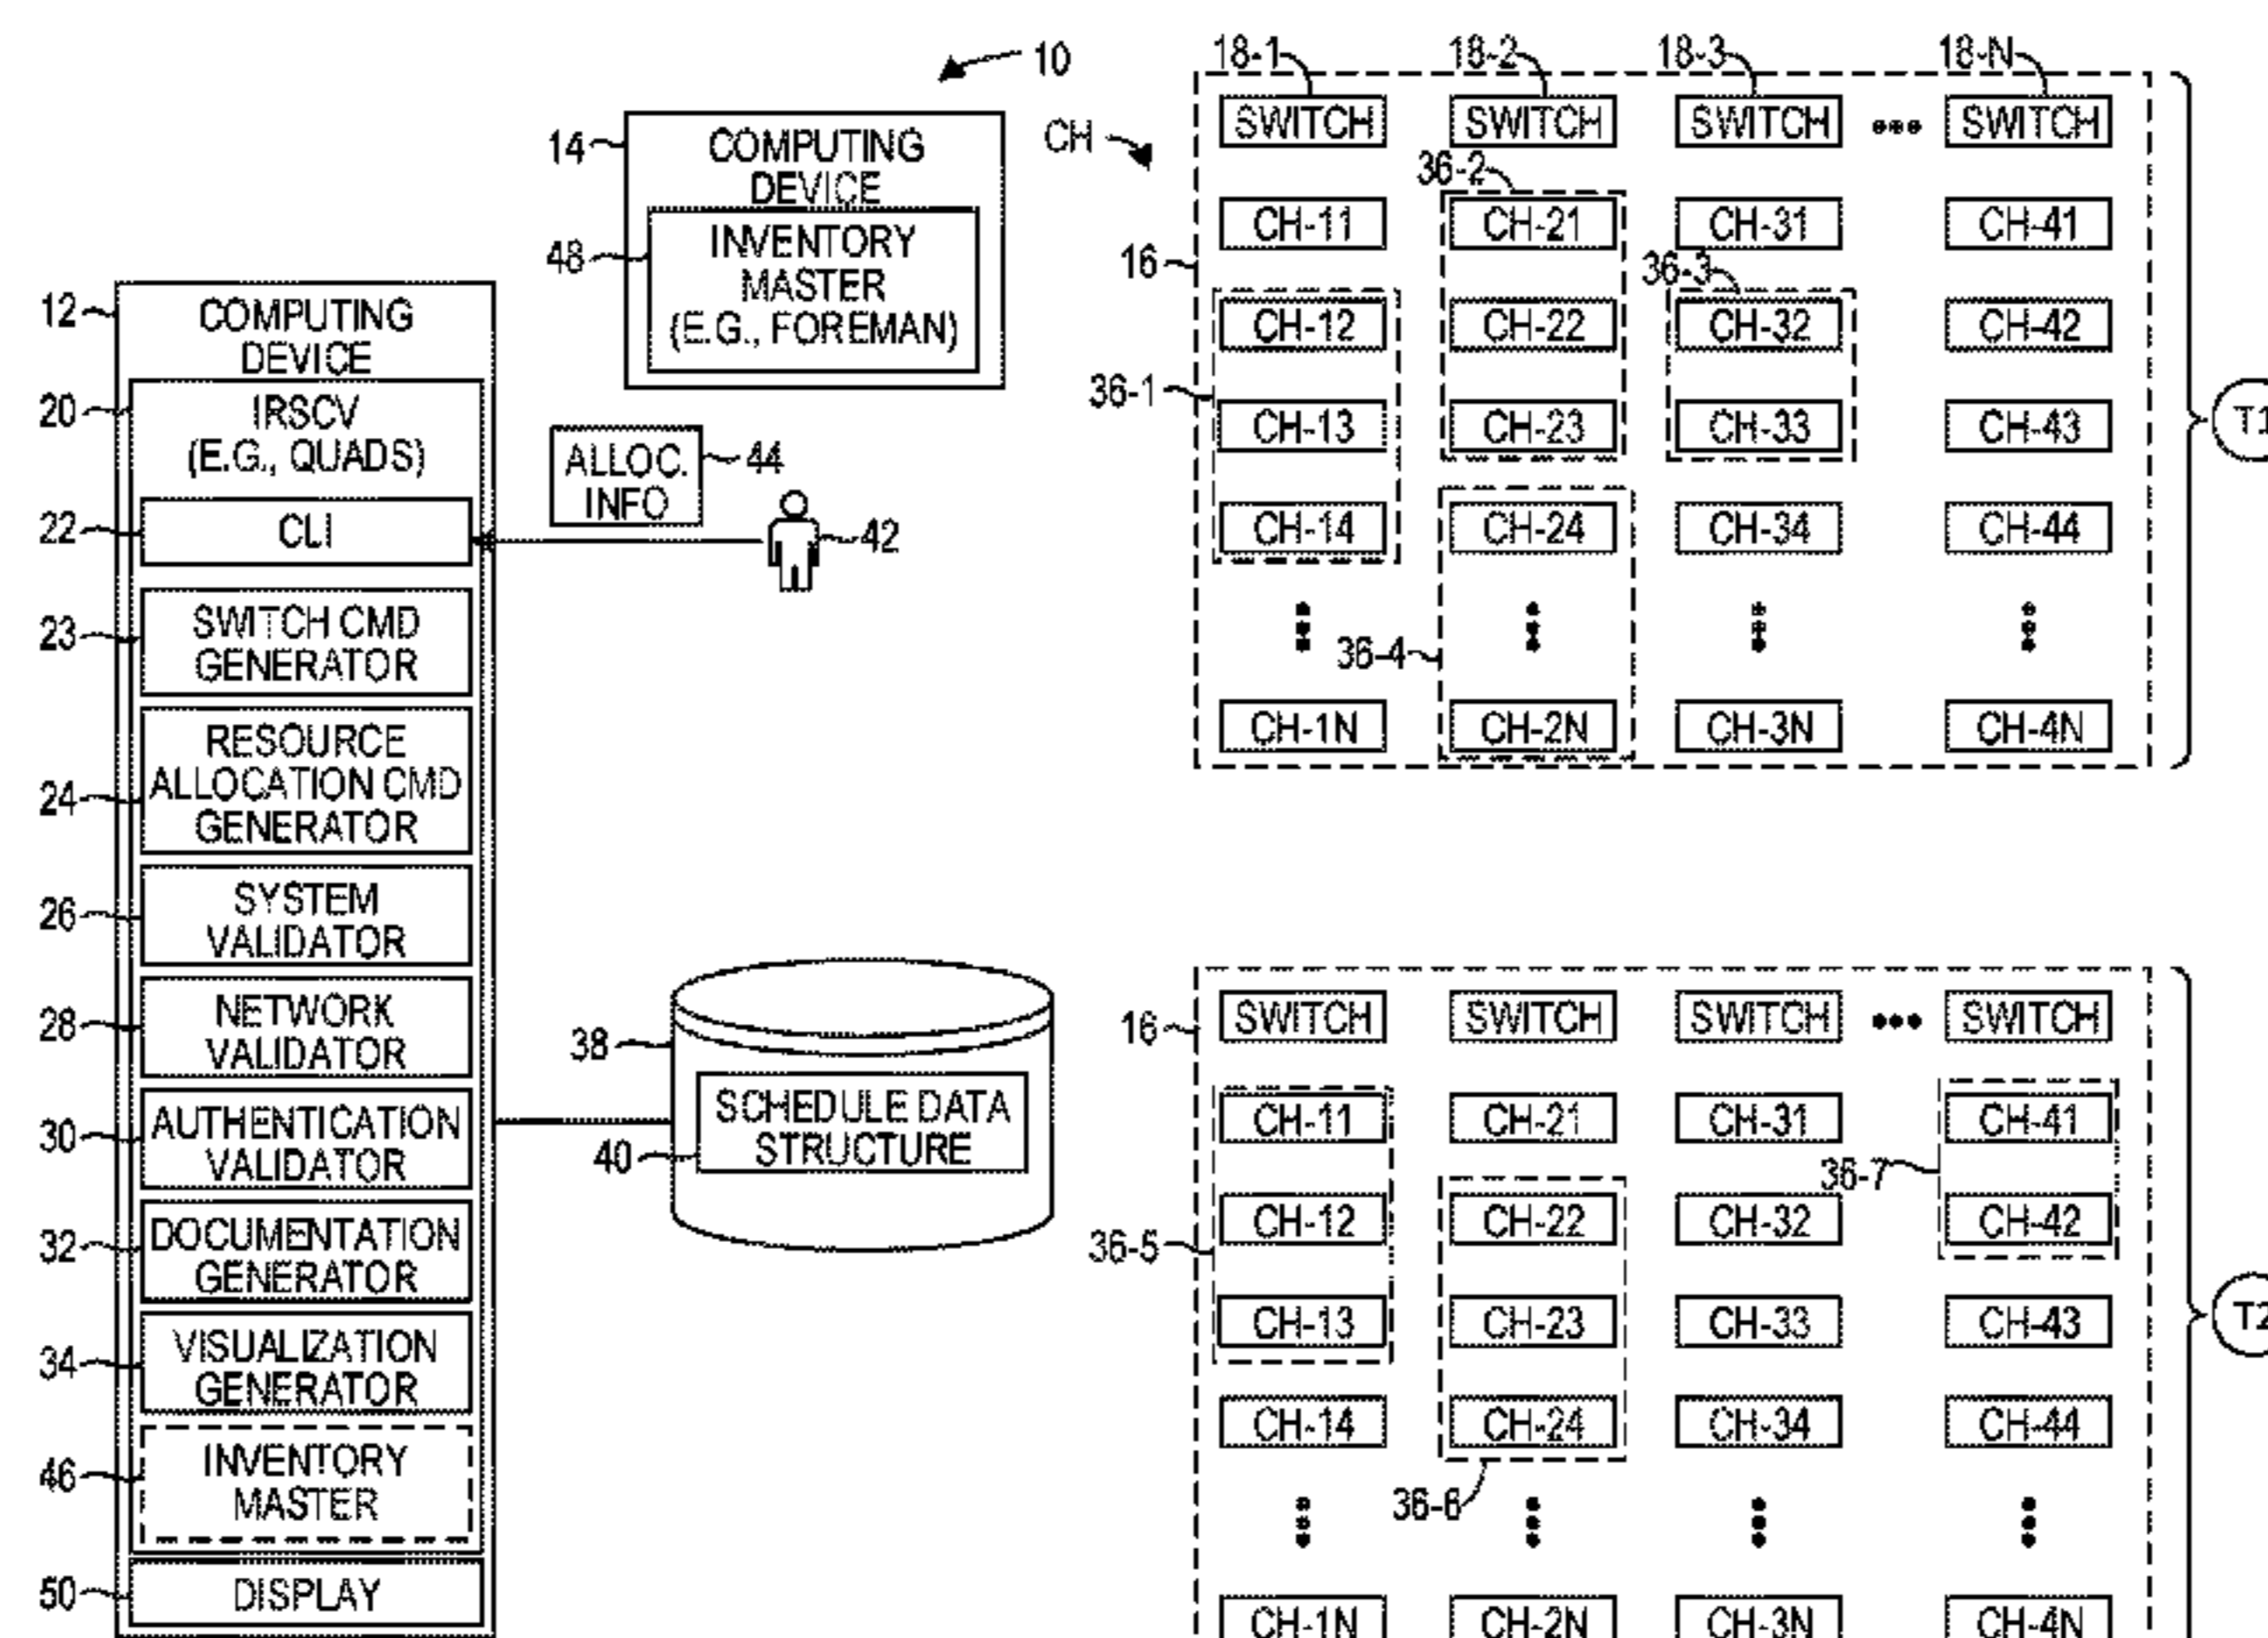 10
14
COMPUTING
DEVICE
48
INVENTORY
MASTER
(E.G., FOREMAN)
12
COMPUTING
DEVICE
20
IRSCV
(E.G., QUADS)
22
CLI
ALLOC.
INFO
44
42
23
SWITCH CMD
GENERATOR
24
RESOURCE
ALLOCATION CMD
GENERATOR
26
SYSTEM
VALIDATOR
28
NETWORK
VALIDATOR
30
AUTHENTICATION
VALIDATOR
32
DOCUMENTATION
GENERATOR
34
VISUALIZATION
GENERATOR
46
INVENTORY
MASTER
50
DISPLAY
38
40
SCHEDULE DATA
STRUCTURE
CH
16
18-1 18-2 18-3 18-N
SWITCH SWITCH SWITCH ••• SWITCH
36-2
CH-11 CH-21 CH-31 CH-41
36-3
CH-12 CH-22 CH-32 CH-42
36-1
CH-13 CH-23 CH-33 CH-43
CH-14 CH-24 CH-34 CH-44
36-4
CH-1N CH-2N CH-3N CH-4N
T1
16
SWITCH SWITCH SWITCH ••• SWITCH
CH-11 CH-21 CH-31 CH-41
36-7
36-5
CH-12 CH-22 CH-32 CH-42
CH-13 CH-23 CH-33 CH-43
CH-14 CH-24 CH-34 CH-44
36-6
CH-1N CH-2N CH-3N CH-4N
T2